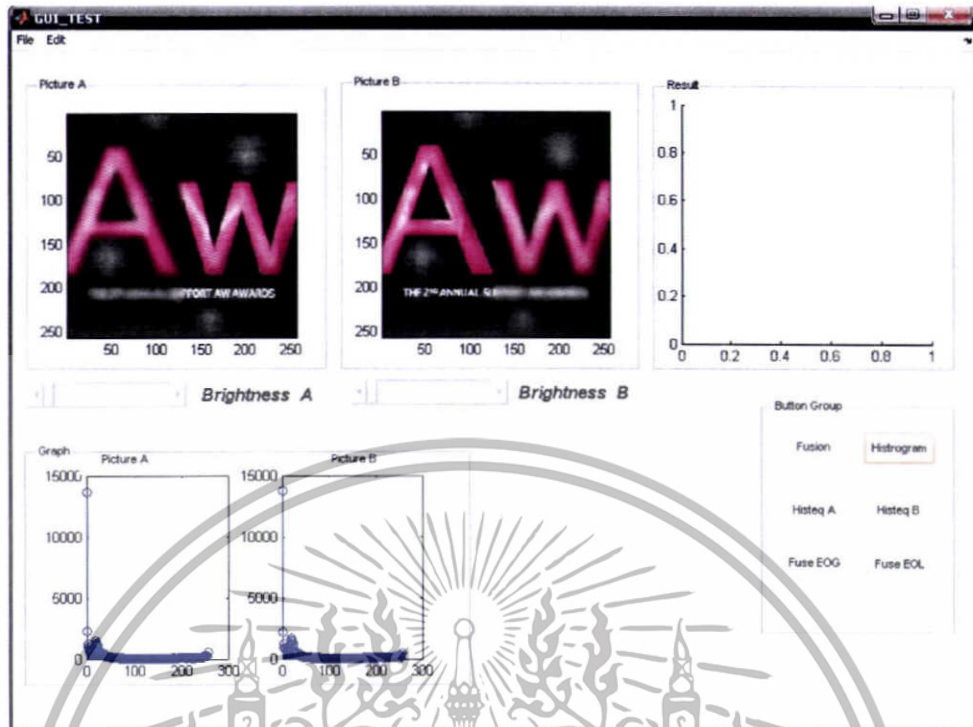 GUI_TEST
File Edit
Picture A
Picture B
Result
Aw
PORT AW AWARDS
50
100
150
200
250
50 100 150 200 250
Aw
THE 2ND ANNUAL
50
100
150
200
250
50 100 150 200 250
1
0.8
0.6
0.4
0.2
0
0 0.2 0.4 0.6 0.8 1
Brightness A
Brightness B
Graph
Picture A
15000
10000
5000
0
0 100 200 300
Picture B
15000
10000
5000
0
0 100 200 300
Button Group
Fusion Histrogram
Histeq A Histeq B
Fuse EOG Fuse EOL